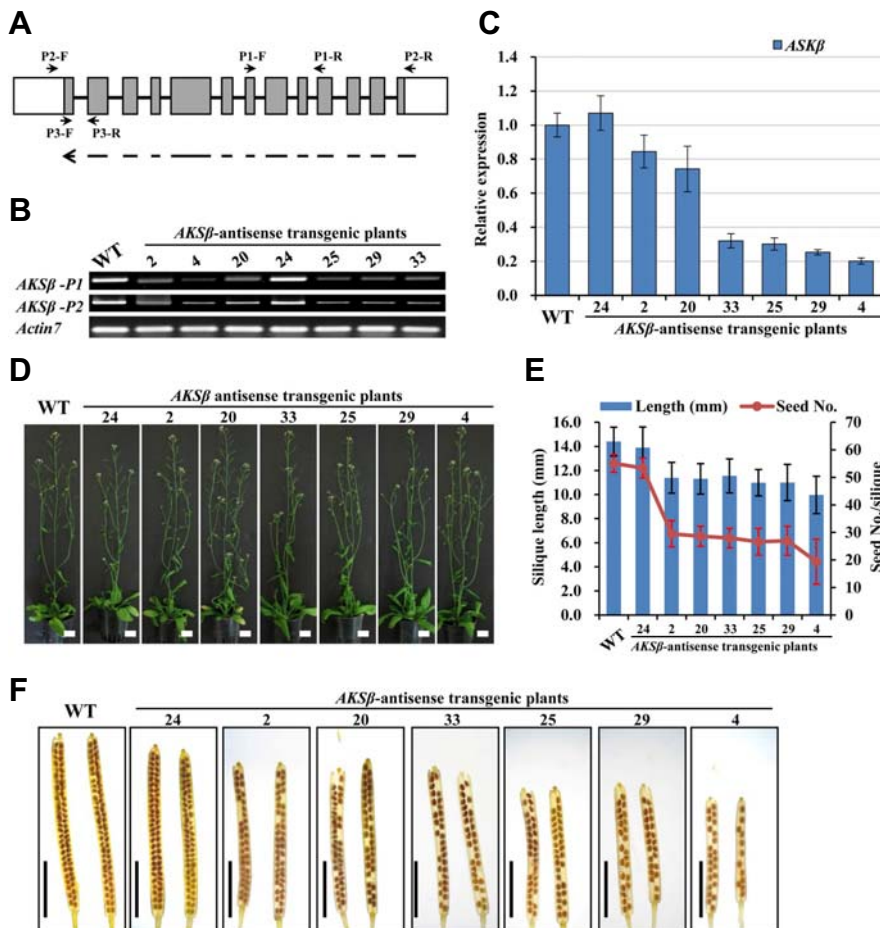 A
P2-F P1-F P1-R P2-R
P3-F P3-R
B
AKSβ-antisense transgenic plants
WT 2 4 20 24 25 29 33
AKSβ -P1
AKSβ -P2
Actin7
C
ASKβ
Relative expression
1.4
1.2
1.0
0.8
0.6
0.4
0.2
0.0
WT 24 2 20 33 25 29 4
AKSβ-antisense transgenic plants
D
AKSβ antisense transgenic plants
WT 24 2 20 33 25 29 4
E
Length (mm) Seed No.
Silique length (mm)
16.0
14.0
12.0
10.0
8.0
6.0
4.0
2.0
0.0
70
60
50
40
30
20
10
0
Seed No./silique
WT 24 2 20 33 25 29 4
AKSβ-antisense transgenic plants
F
AKSβ-antisense transgenic plants
WT 24 2 20 33 25 29 4